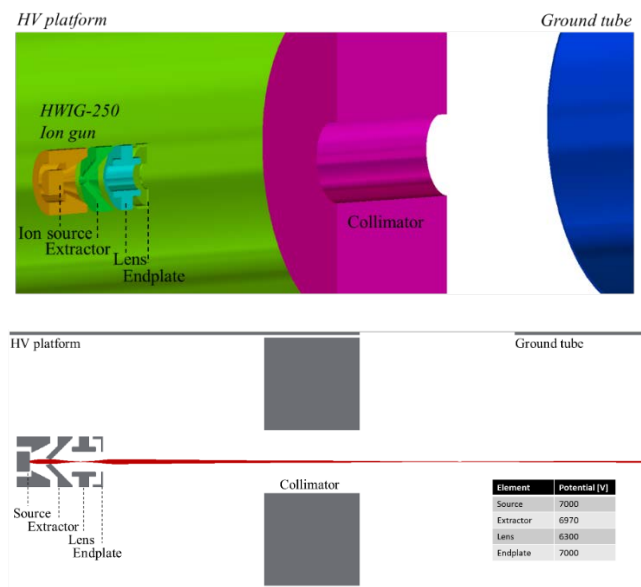 HV platform
Ground tube
HWIG-250
Ion gun
Ion source
Extractor
Lens
Endplate
Collimator
HV platform
Ground tube
Source
Extractor
Lens
Endplate
Collimator
Element Potential [V]
Source 7000
Extractor 6970
Lens 6300
Endplate 7000